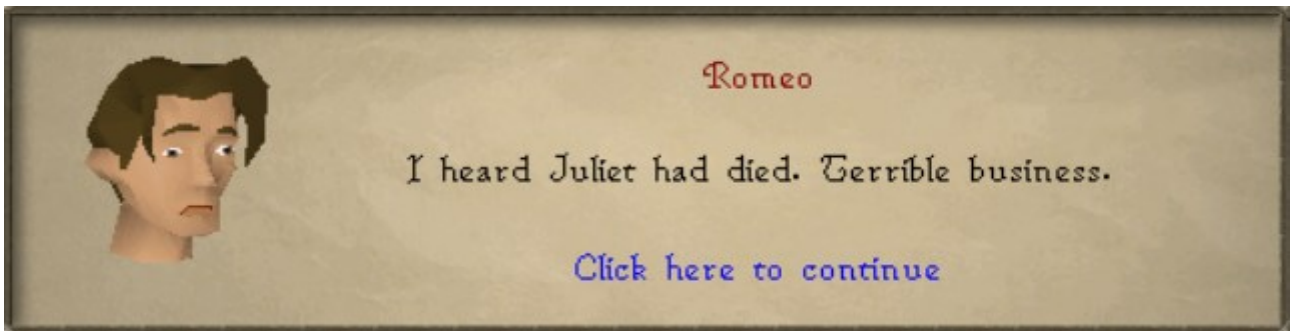 Romeo
I heard Juliet had died. Terrible business.
Click here to continue